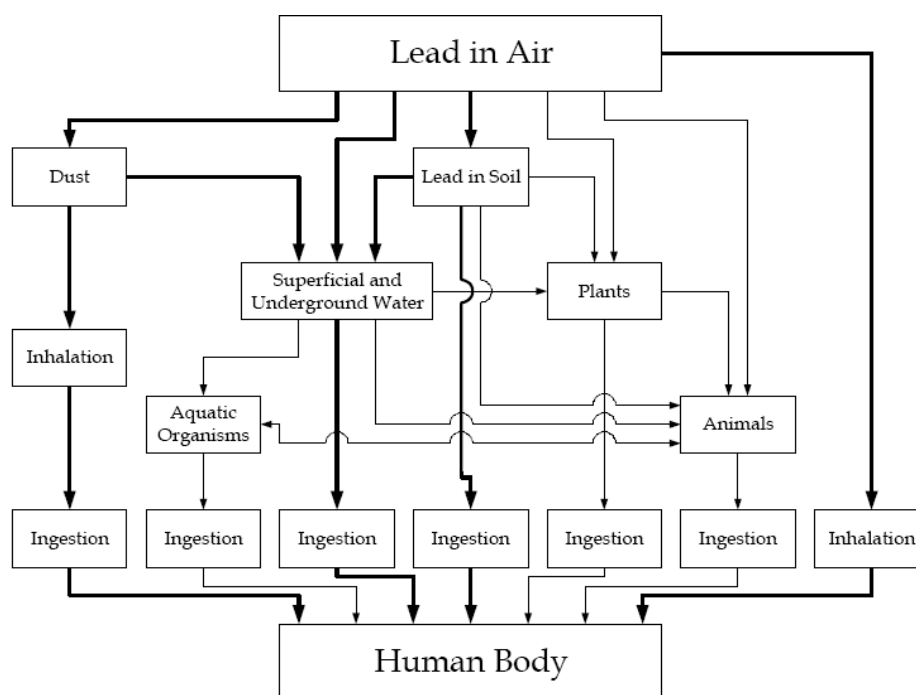 Lead in Air
Dust
Lead in Soil
Superficial and
Underground Water
Plants
Inhalation
Aquatic
Organisms
Animals
Ingestion
Ingestion
Ingestion
Ingestion
Ingestion
Ingestion
Inhalation
Human Body